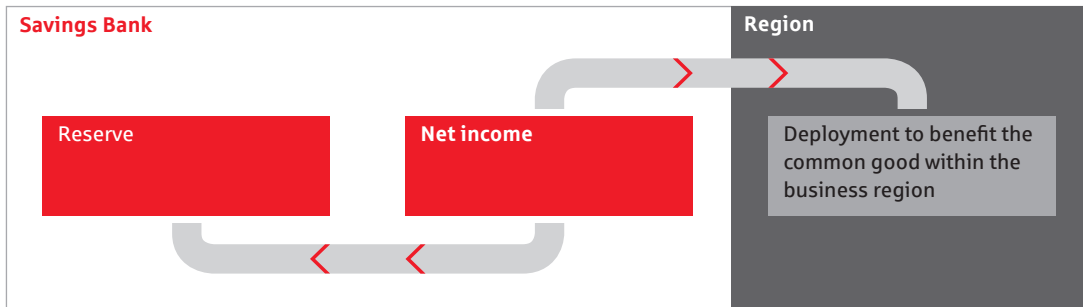 Savings Bank
Region
Reserve
Net income
Deployment to benefit the
common good within the
business region